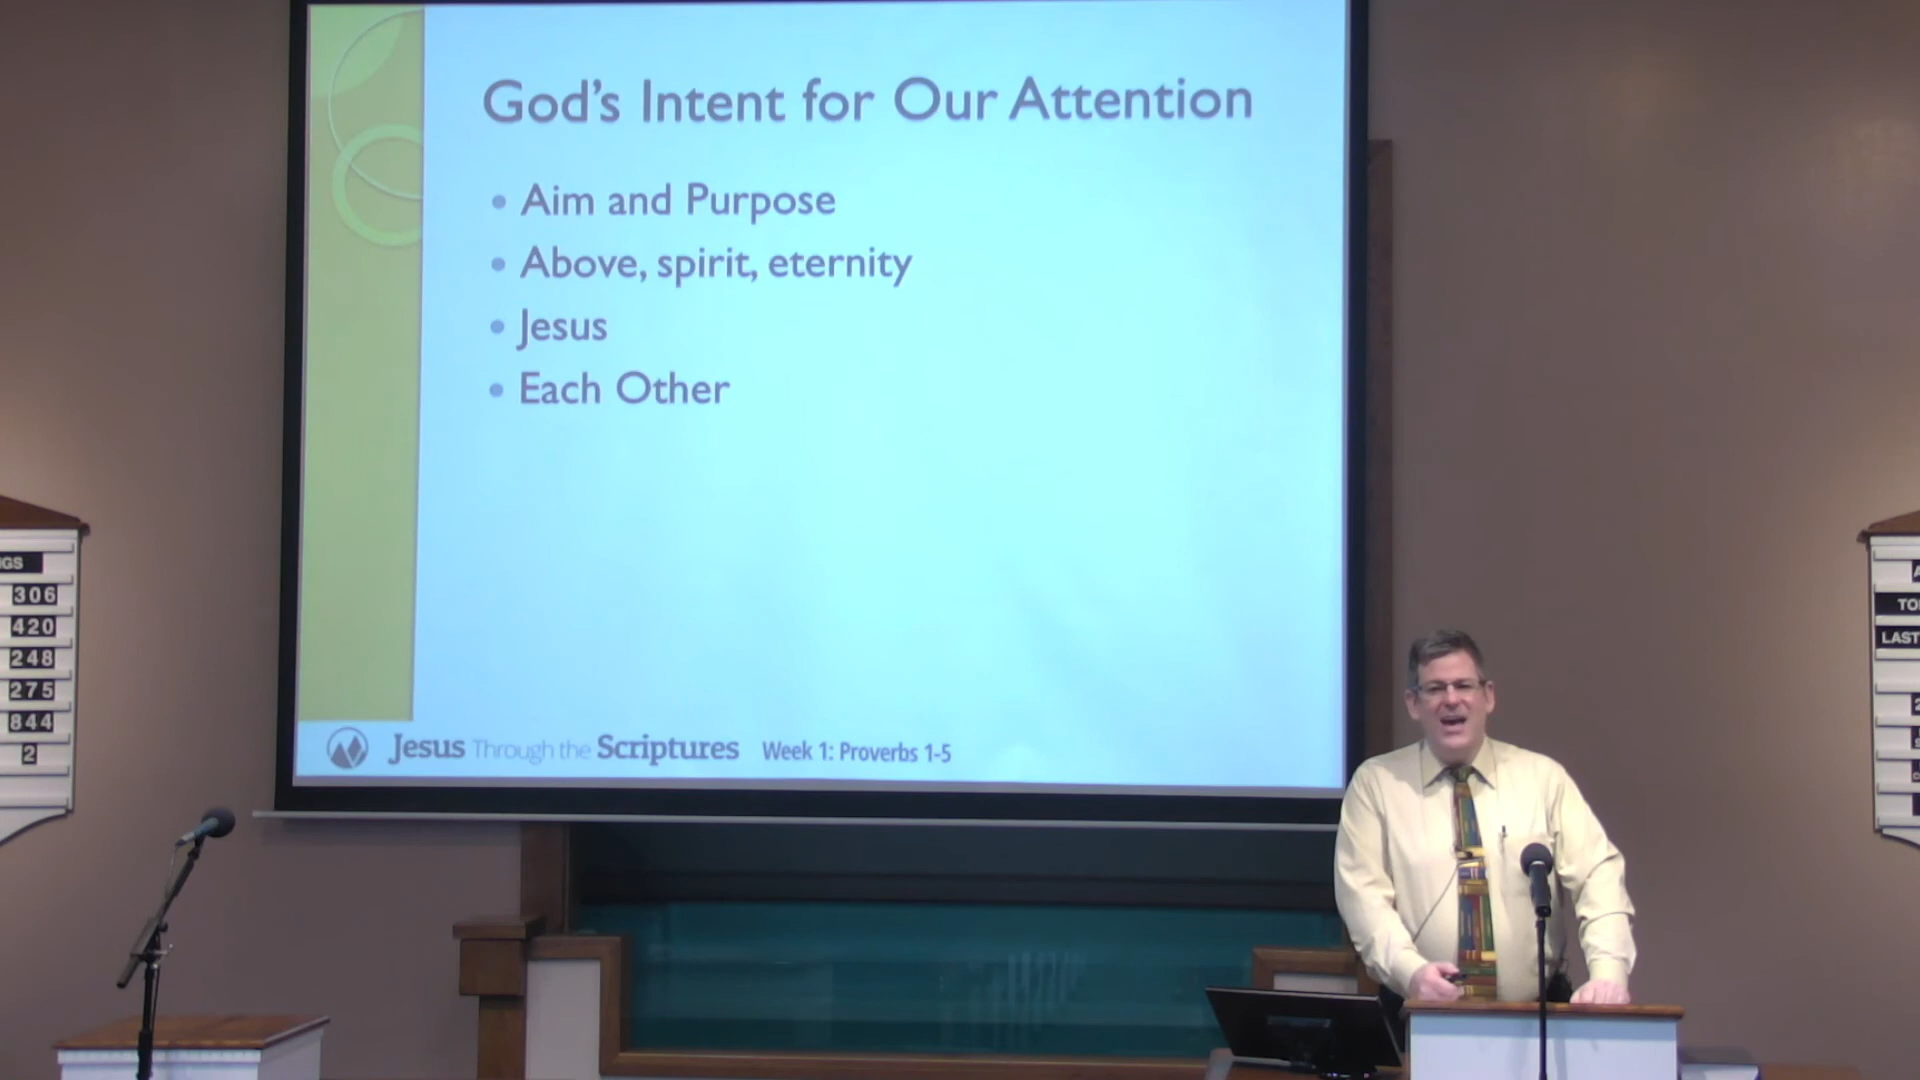 God's Intent for Our Attention
• Aim and Purpose
• Above, spirit, eternity
• Jesus
• Each Other
Jesus Through the Scriptures Week 1: Proverbs 1-5
306
420
248
275
844
2
LAST